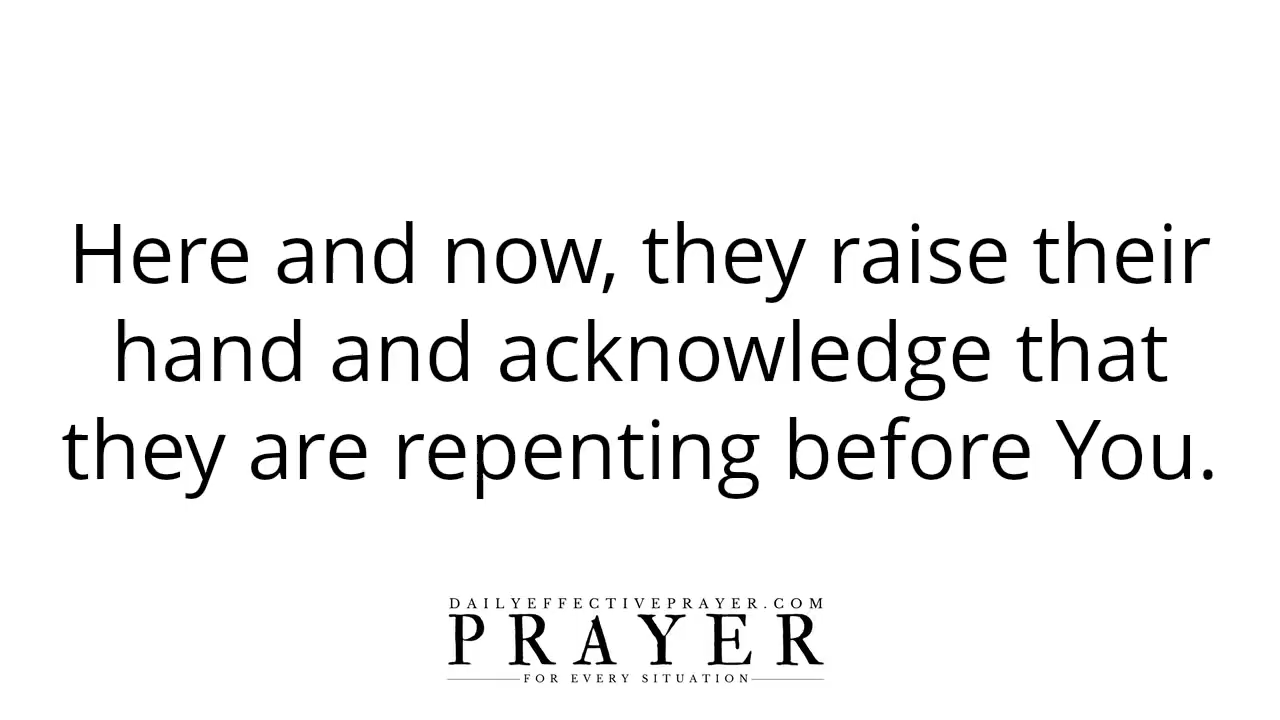 Here and now, they raise their
hand and acknowledge that
they are repenting before You.
DAILYEFFECTIVEPRAYER.COM
PRAYER
FOR EVERY SITUATION